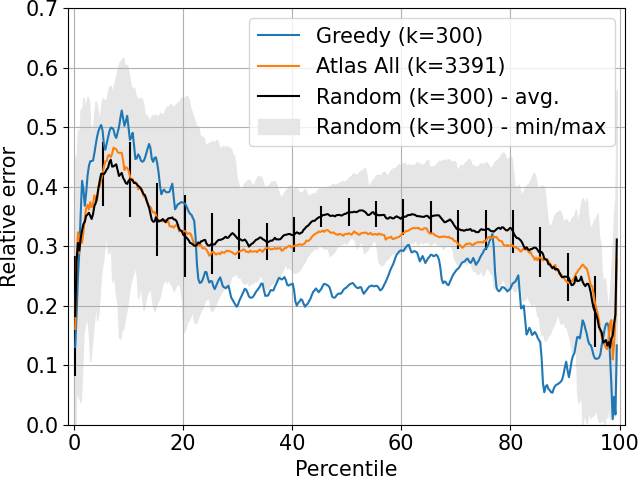 0.7
0.6
0.5
0.4
0.3
0.2
0.1
0.0
Relative error
Greedy (k=300)
Atlas All (k=3391)
Random (k=300) - avg.
Random (k=300) - min/max
0 20 40 60 80 100
Percentile